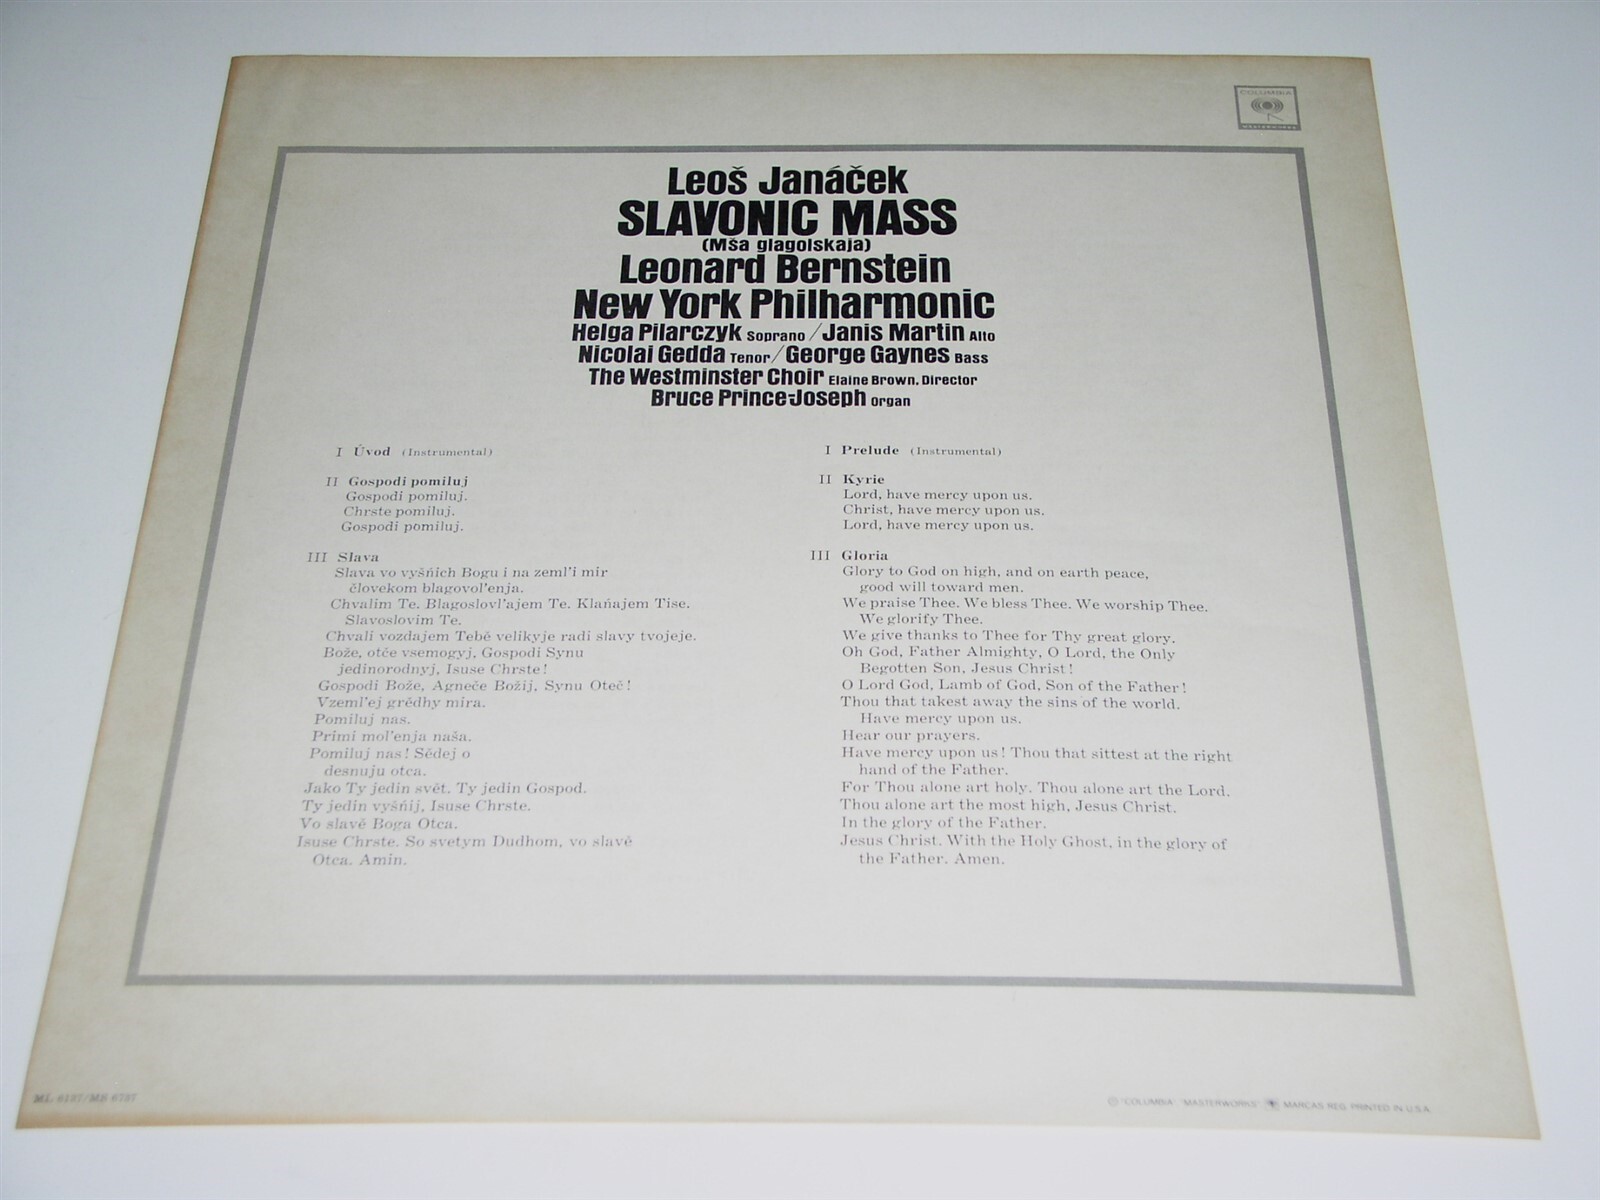 COLUMBIA
MASTERWORKS
Leoš Janáček
SLAVONIC MASS
(Mša glagolskaja)
Leonard Bernstein
New York Philharmonic
Helga Pilarczyk Soprano / Janis Martin Alto
Nicolai Gedda Tenor / George Gaynes Bass
The Westminster Choir Elaine Brown, Director
Bruce Prince-Joseph Organ
I Úvod (Instrumental)
II Gospodi pomiluj
Gospodi pomiluj.
Chrste pomiluj.
Gospodi pomiluj.
III Slava
Slava vo vyšńich Bogu i na zeml'i mir
človekom blagovol'enja.
Chvalim Te. Blagoslovl'ajem Te. Klańajem Tise.
Slavoslovim Te.
Chvali vozdajem Tebě velikyje radi slavy tvojeje.
Bože, otče vsemogyj, Gospodi Synu
jedinorodnyj, Isuse Chrste!
Gospodi Bože, Agneče Božij, Synu Oteč!
Vzeml'ej grědhy mira.
Pomiluj nas.
Primi mol'enja naša.
Pomiluj nas! Sědej o
desnuju otca.
Jako Ty jedin svět. Ty jedin Gospod.
Ty jedin vyšńij, Isuse Chrste.
Vo slavě Boga Otca.
Isuse Chrste. So svetym Dudhom, vo slavě
Otca. Amin.
I Prelude (Instrumental)
II Kyrie
Lord, have mercy upon us.
Christ, have mercy upon us.
Lord, have mercy upon us.
III Gloria
Glory to God on high, and on earth peace,
good will toward men.
We praise Thee. We bless Thee. We worship Thee.
We glorify Thee.
We give thanks to Thee for Thy great glory.
Oh God, Father Almighty, O Lord, the Only
Begotten Son, Jesus Christ!
O Lord God, Lamb of God, Son of the Father!
Thou that takest away the sins of the world.
Have mercy upon us.
Hear our prayers.
Have mercy upon us! Thou that sittest at the right
hand of the Father.
For Thou alone art holy. Thou alone art the Lord.
Thou alone art the most high, Jesus Christ.
In the glory of the Father.
Jesus Christ. With the Holy Ghost, in the glory of
the Father. Amen.
ML 6137/MS 6737
© "COLUMBIA" "MASTERWORKS" MARCAS REG. PRINTED IN U.S.A.